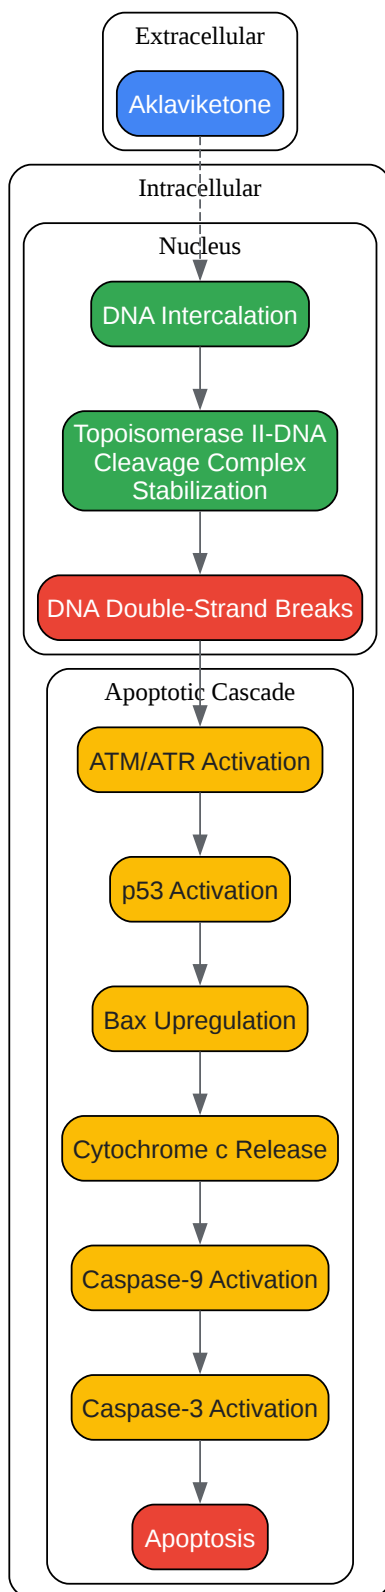 Extracellular
Aklaviketone
Intracellular
Nucleus
DNA Intercalation
Topoisomerase II-DNA
Cleavage Complex
Stabilization
DNA Double-Strand Breaks
Apoptotic Cascade
ATM/ATR Activation
p53 Activation
Bax Upregulation
Cytochrome c Release
Caspase-9 Activation
Caspase-3 Activation
Apoptosis